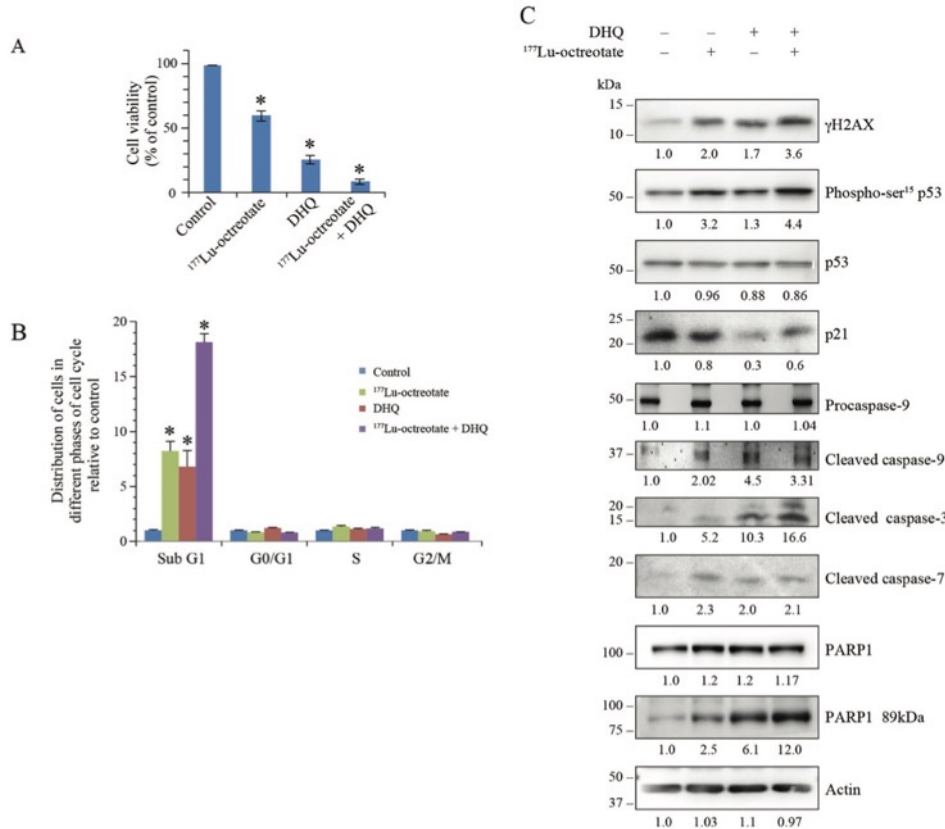 A
Cell viability
(% of control)
100
50
0
*
*
*
Control
¹⁷⁷Lu-octreotate
DHQ
¹⁷⁷Lu-octreotate
+ DHQ
B
Distribution of cells in
different phases of cell cycle
relative to control
20
16
12
8
4
0
*
*
*
Control
¹⁷⁷Lu-octreotate
DHQ
¹⁷⁷Lu-octreotate + DHQ
Sub G1 G0/G1 S G2/M
C
DHQ – – + +
¹⁷⁷Lu-octreotate – + – +
kDa
15
10
γH2AX
1.0 2.0 1.7 3.6
50
Phospho-ser¹⁵ p53
1.0 3.2 1.3 4.4
50
p53
1.0 0.96 0.88 0.86
25
20
p21
1.0 0.8 0.3 0.6
50
Procaspase-9
1.0 1.1 1.0 1.04
37
Cleaved caspase-9
1.0 2.02 4.5 3.31
20
15
Cleaved caspase-3
1.0 5.2 10.3 16.6
20
Cleaved caspase-7
1.0 2.3 2.0 2.1
100
PARP1
1.0 1.2 1.2 1.17
100
75
PARP1 89kDa
1.0 2.5 6.1 12.0
50
37
Actin
1.0 1.03 1.1 0.97